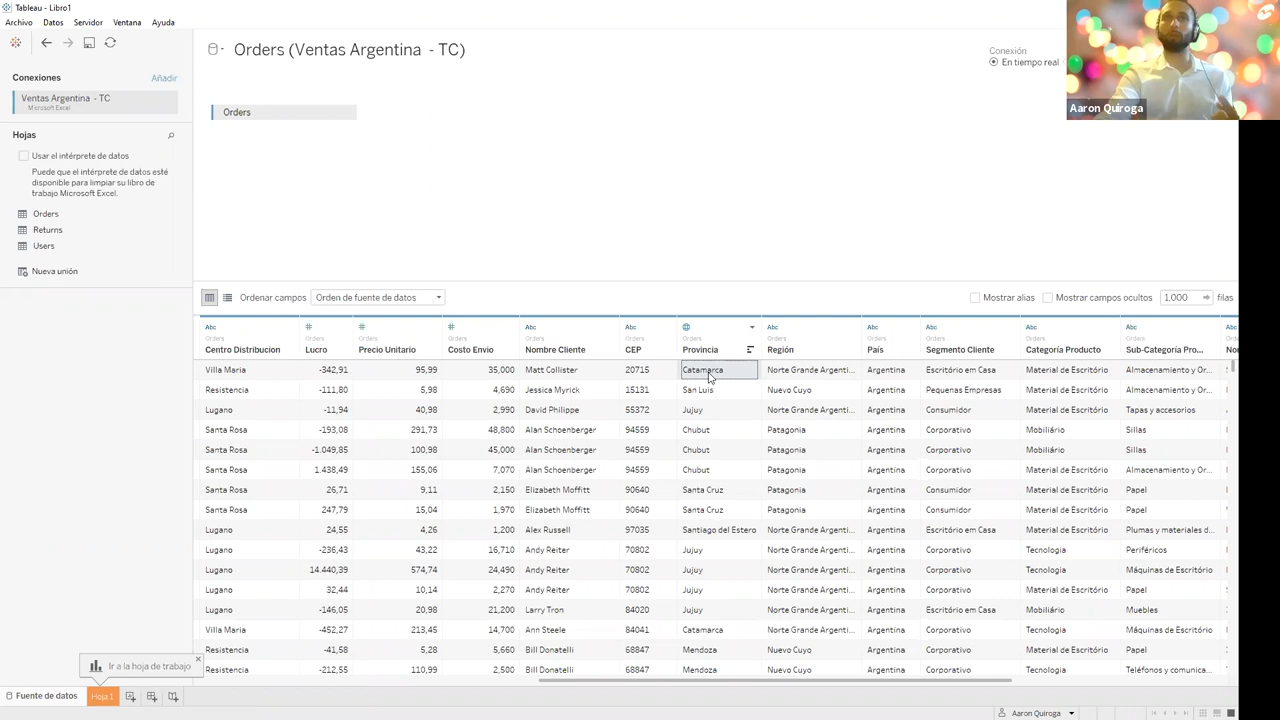 Tableau - Libro1
Archivo Datos Servidor Ventana Ayuda
Conexiones Añadir
Ventas Argentina - TC
Microsoft Excel
Hojas
Usar el intérprete de datos
Puede que el intérprete de datos esté
disponible para limpiar su libro de
trabajo Microsoft Excel.
Orders
Returns
Users
Nueva unión
Orders (Ventas Argentina - TC)
Conexión
En tiempo real
Aaron Quiroga
Orders
Ordenar campos Orden de fuente de datos Mostrar alias Mostrar campos ocultos 1.000 filas
Abc Abc Abc Abc Abc Abc Abc Abc Abc
Orders Orders Orders Orders Orders Orders Orders Orders Orders Orders Orders Orders
Centro Distribucion Lucro Precio Unitario Costo Envio Nombre Cliente CEP Provincia Región País Segmento Cliente Categoría Producto Sub-Categoría Pro...
Villa Maria -342,91 95,99 35,000 Matt Collister 20715 Catamarca Norte Grande Argenti... Argentina Escritório em Casa Material de Escritório Almacenamiento y Or...
Resistencia -111,80 5,98 4,690 Jessica Myrick 15131 San Luis Nuevo Cuyo Argentina Pequenas Empresas Material de Escritório Almacenamiento y Or...
Lugano -11,94 40,98 2,990 David Philippe 55372 Jujuy Norte Grande Argenti... Argentina Consumidor Material de Escritório Tapas y accesorios
Santa Rosa -193,08 291,73 48,800 Alan Schoenberger 94559 Chubut Patagonia Argentina Corporativo Mobiliário Sillas
Santa Rosa -1.049,85 100,98 45,000 Alan Schoenberger 94559 Chubut Patagonia Argentina Corporativo Mobiliário Sillas
Santa Rosa 1.438,49 155,06 7,070 Alan Schoenberger 94559 Chubut Patagonia Argentina Corporativo Material de Escritório Almacenamiento y Or...
Santa Rosa 26,71 9,11 2,150 Elizabeth Moffitt 90640 Santa Cruz Patagonia Argentina Consumidor Material de Escritório Papel
Santa Rosa 247,79 15,04 1,970 Elizabeth Moffitt 90640 Santa Cruz Patagonia Argentina Consumidor Material de Escritório Papel
Lugano 24,55 4,26 1,200 Alex Russell 97035 Santiago del Estero Norte Grande Argenti... Argentina Escritório em Casa Material de Escritório Plumas y materiales d...
Lugano -236,43 43,22 16,710 Andy Reiter 70802 Jujuy Norte Grande Argenti... Argentina Corporativo Tecnologia Periféricos
Lugano 14.440,39 574,74 24,490 Andy Reiter 70802 Jujuy Norte Grande Argenti... Argentina Corporativo Tecnologia Máquinas de Escritório
Lugano 32,44 10,14 2,270 Andy Reiter 70802 Jujuy Norte Grande Argenti... Argentina Corporativo Material de Escritório Papel
Lugano -146,05 20,98 21,200 Larry Tron 84020 Jujuy Norte Grande Argenti... Argentina Escritório em Casa Mobiliário Muebles
Villa Maria -452,27 213,45 14,700 Ann Steele 84041 Catamarca Norte Grande Argenti... Argentina Corporativo Tecnologia Máquinas de Escritório
Resistencia -41,58 5,28 5,660 Bill Donatelli 68847 Mendoza Nuevo Cuyo Argentina Corporativo Material de Escritório Papel
Resistencia -212,55 110,99 2,500 Bill Donatelli 68847 Mendoza Nuevo Cuyo Argentina Corporativo Tecnologia Teléfonos y comunica...
Ir a la hoja de trabajo
Fuente de datos Hoja 1
Aaron Quiroga